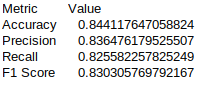 Metric Value
Accuracy 0.844117647058824
Precision 0.836476179525507
Recall 0.825582257825249
F1 Score 0.830305769792167